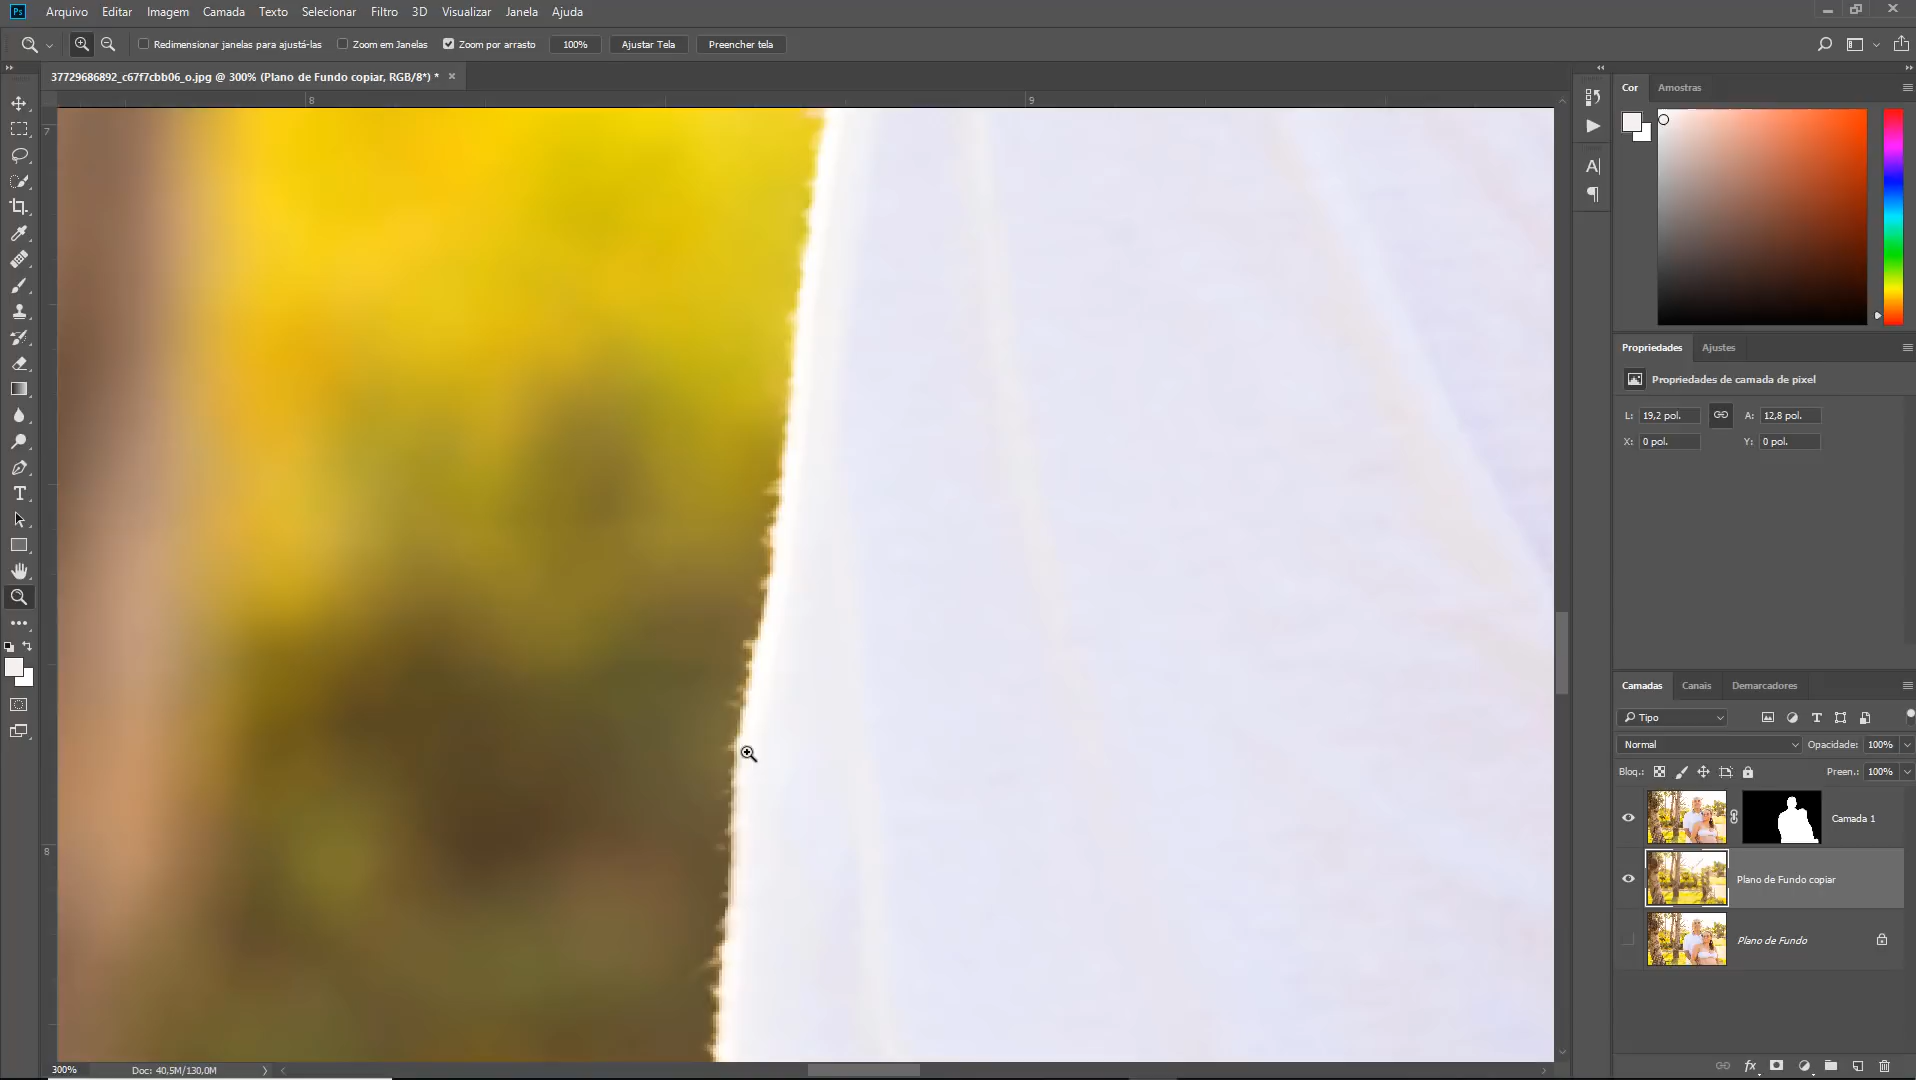 Ps Arquivo Editar Imagem Camada Texto Selecionar Filtro 3D Visualizar Janela Ajuda
Redimensionar janelas para ajustá-las Zoom em Janelas Zoom por arrasto 100% Ajustar Tela Preencher tela
37729686892_c67f7cbb06_o.jpg @ 300% (Plano de Fundo copiar, RGB/8*) *
8 9
7
8
Cor Amostras
Propriedades Ajustes
Propriedades de camada de pixel
L: 19,2 pol. A: 12,8 pol.
X: 0 pol. Y: 0 pol.
Camadas Canais Demarcadores
Tipo
Normal Opacidade: 100%
Bloq.: Preen.: 100%
Camada 1
Plano de Fundo copiar
Plano de Fundo
fx
300% Doc: 40,5M/130,0M